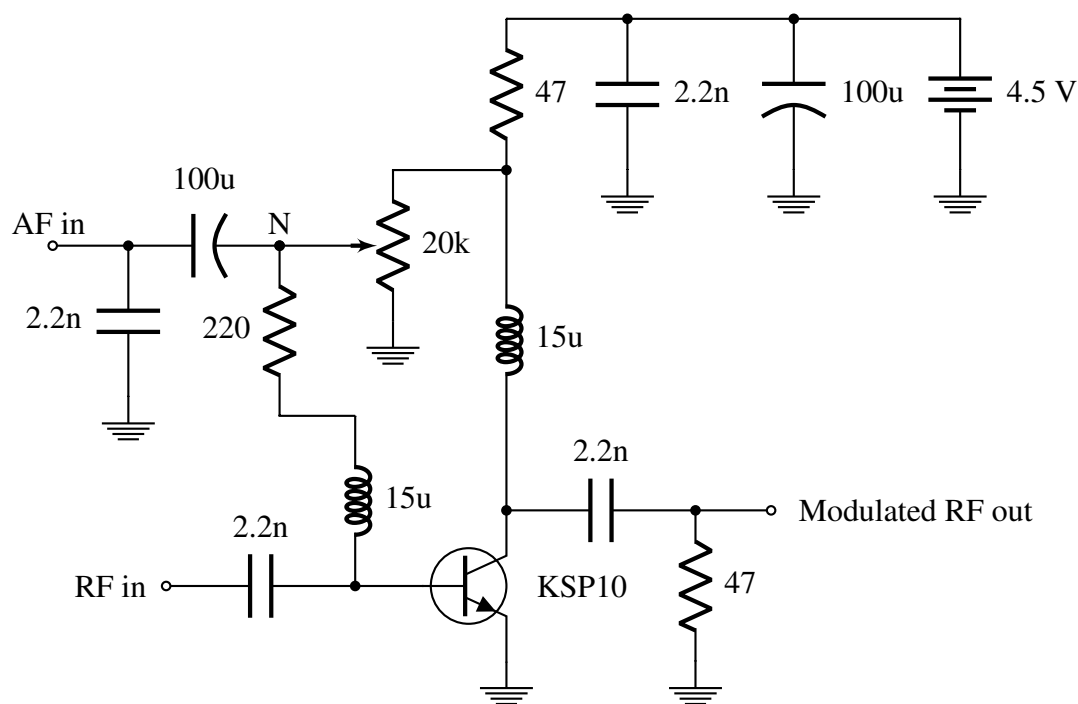 47
2.2n
100u
4.5 V
100u
AF in
N
20k
2.2n
220
15u
2.2n
15u
Modulated RF out
2.2n
RF in
KSP10
47